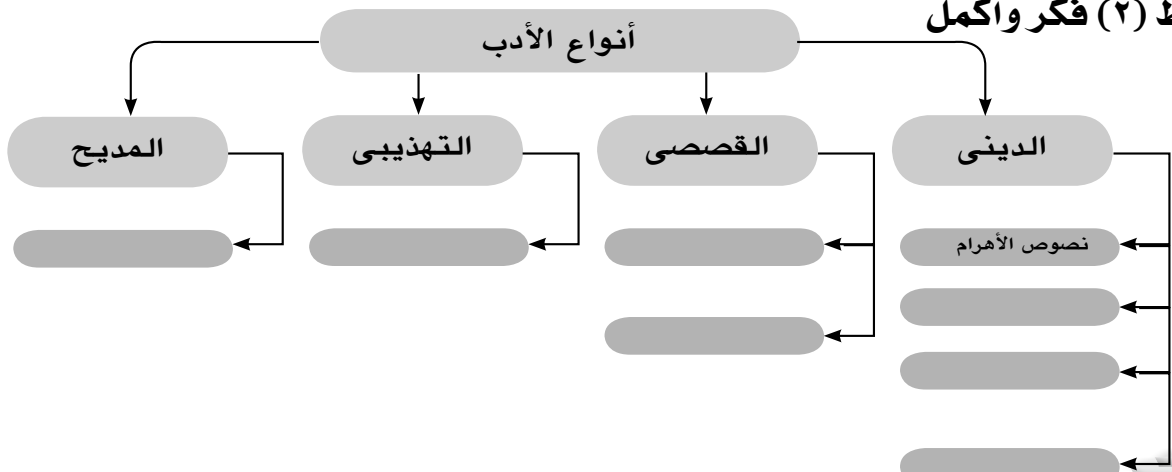 ط (٢) فكر واكمل
أنواع الأدب
الدينى
القصصى
التهذيبى
المديح
نصوص الأهرام